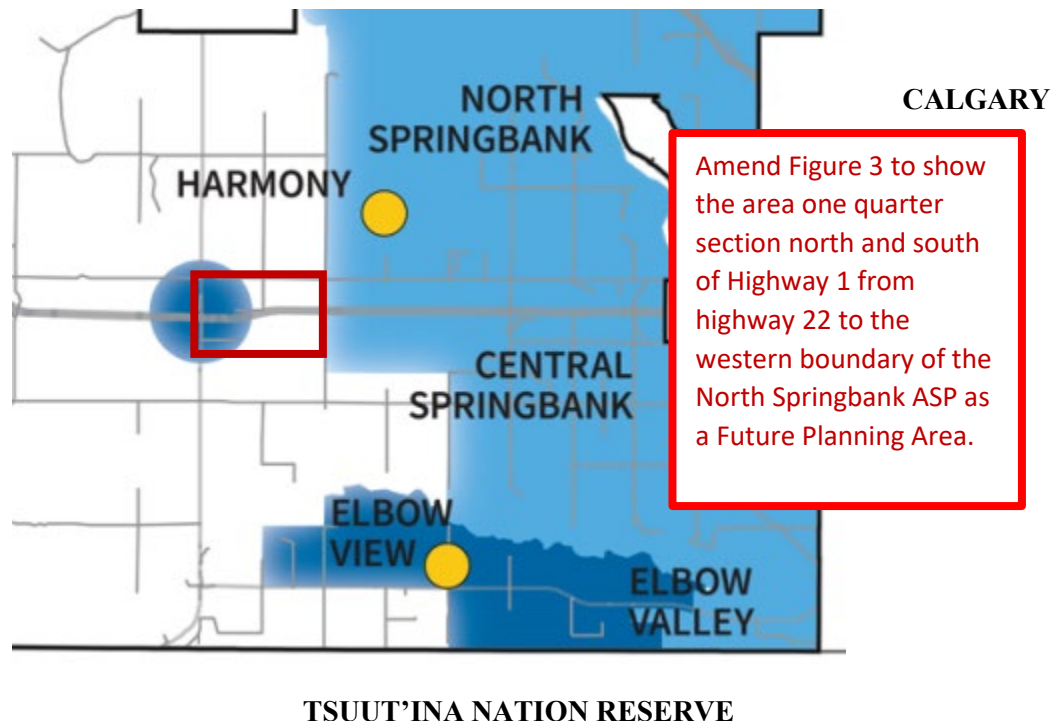 CALGARY
NORTH
SPRINGBANK
HARMONY
Amend Figure 3 to show
the area one quarter
section north and south
of Highway 1 from
highway 22 to the
western boundary of the
North Springbank ASP as
a Future Planning Area.
CENTRAL
SPRINGBANK
ELBOW
VIEW
ELBOW
VALLEY
TSUUT’INA NATION RESERVE